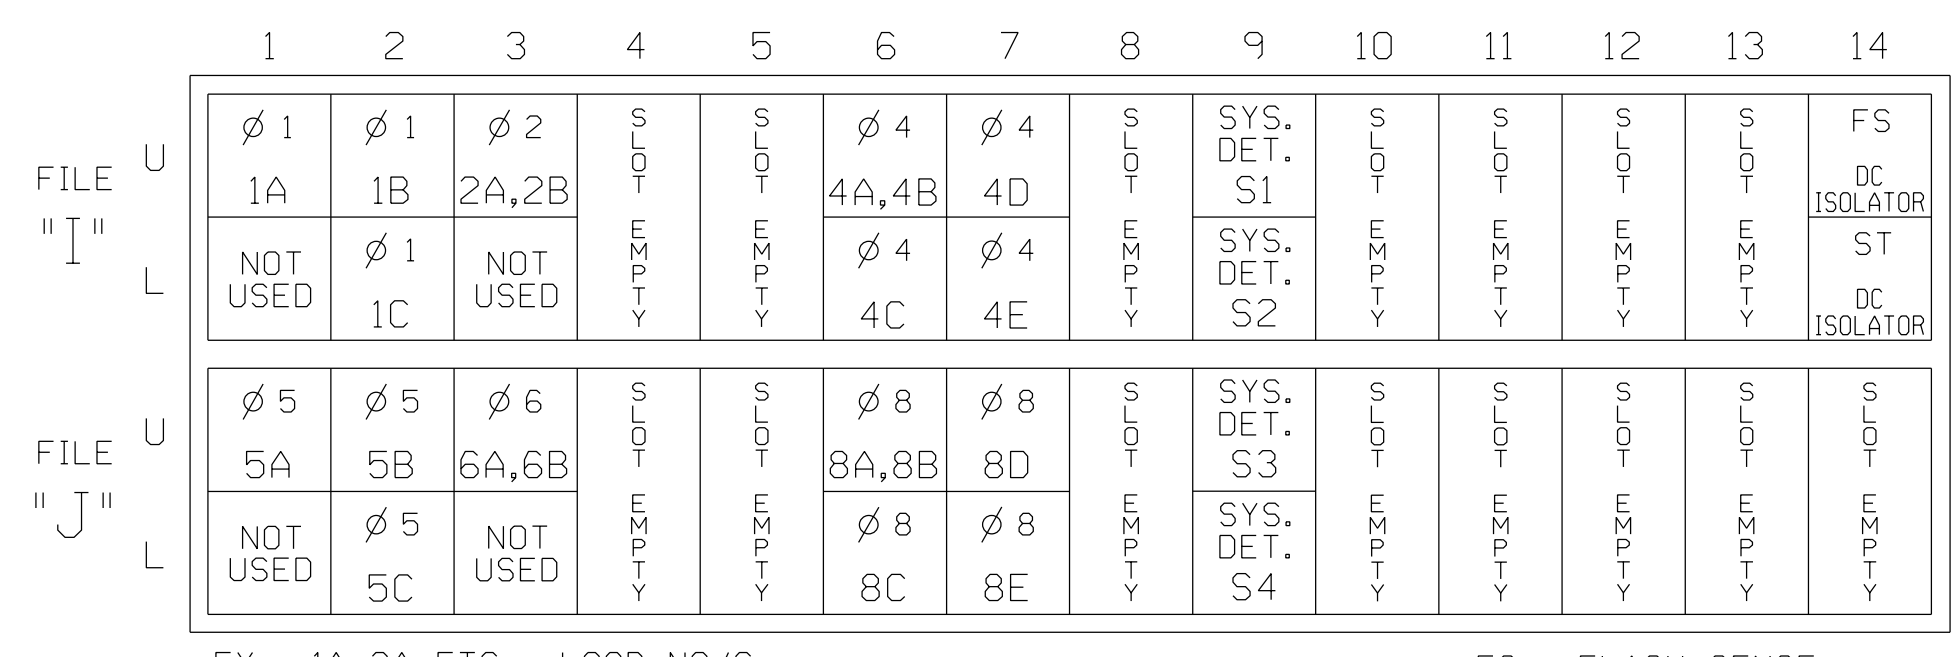 1 2 3 4 5 6 7 8 9 10 11 12 13 14
FILE "I"
U
Ø 1 1A
Ø 1 1B
Ø 2 2A,2B
SLOT EMPTY
SLOT EMPTY
Ø 4 4A,4B
Ø 4 4D
SLOT EMPTY
SYS. DET. S1
SLOT EMPTY
SLOT EMPTY
SLOT EMPTY
SLOT EMPTY
FS DC ISOLATOR
L
NOT USED
Ø 1 1C
NOT USED
Ø 4 4C
Ø 4 4E
SYS. DET. S2
ST DC ISOLATOR
FILE "J"
U
Ø 5 5A
Ø 5 5B
Ø 6 6A,6B
SLOT EMPTY
SLOT EMPTY
Ø 8 8A,8B
Ø 8 8D
SLOT EMPTY
SYS. DET. S3
SLOT EMPTY
SLOT EMPTY
SLOT EMPTY
SLOT EMPTY
SLOT EMPTY
L
NOT USED
Ø 5 5C
NOT USED
Ø 8 8C
Ø 8 8E
SYS. DET. S4